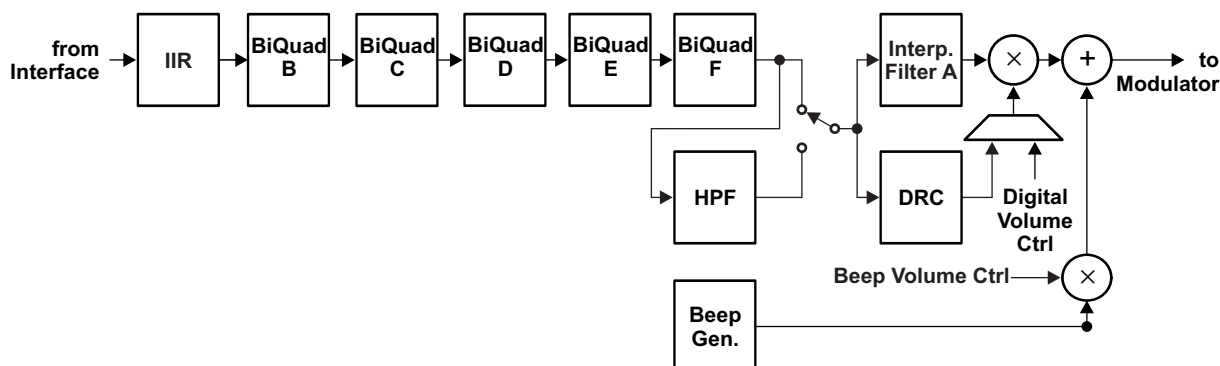 from
Interface
IIR
BiQuad
B
BiQuad
C
BiQuad
D
BiQuad
E
BiQuad
F
Interp.
Filter A
×
+
to
Modulator
HPF
DRC
Digital
Volume
Ctrl
Beep Volume Ctrl
×
Beep
Gen.